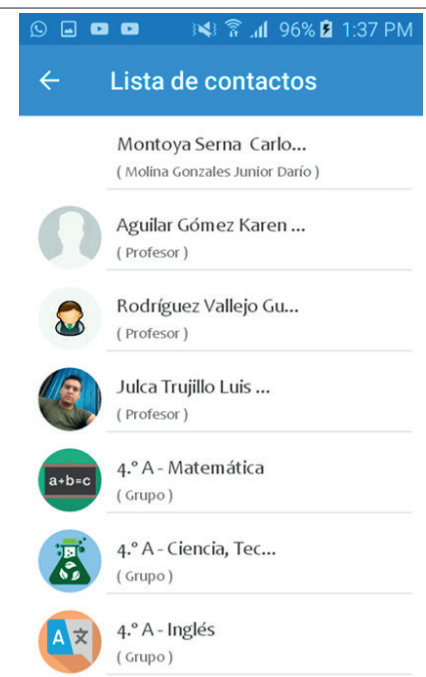 96% 1:37 PM
Lista de contactos
Montoya Serna Carlo...
( Molina Gonzales Junior Darío )
Aguilar Gómez Karen ...
( Profesor )
Rodríguez Vallejo Gu...
( Profesor )
Julca Trujillo Luis ...
( Profesor )
a+b=c
4.° A - Matemática
( Grupo )
4.° A - Ciencia, Tec...
( Grupo )
A 文
4.° A - Inglés
( Grupo )